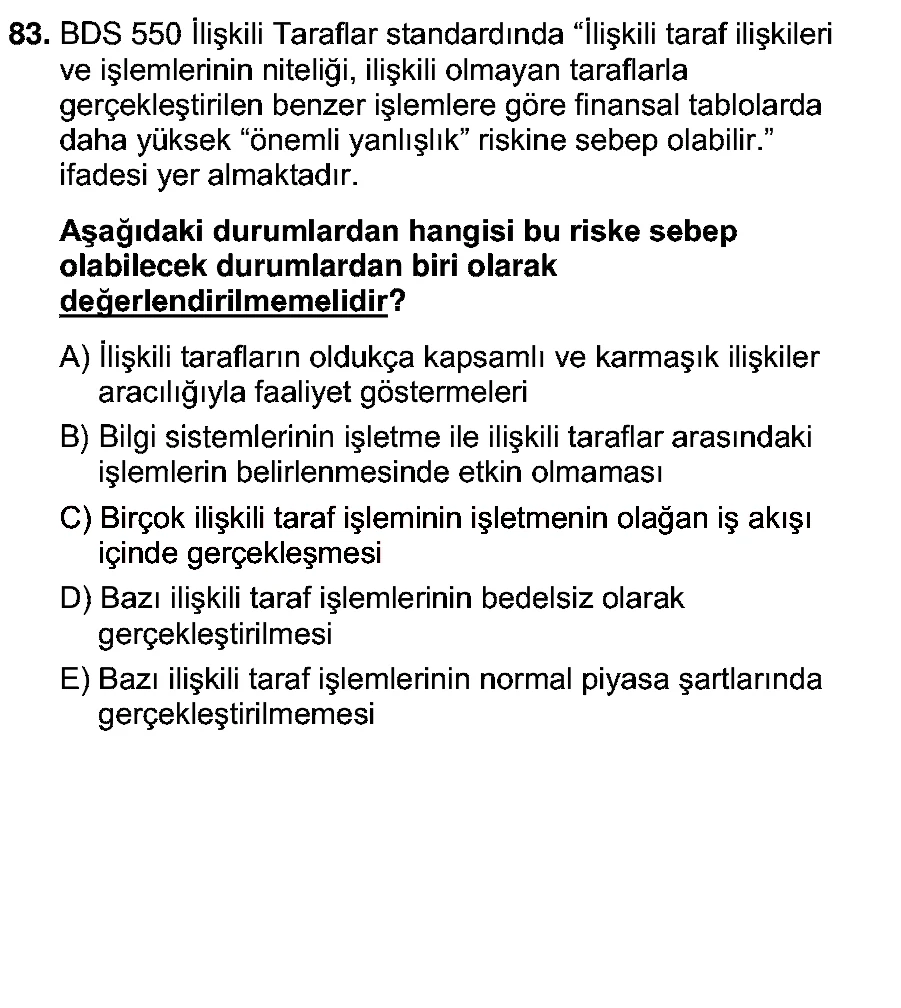 83. BDS 550 İlişkili Taraflar standardında “İlişkili taraf ilişkileri
ve işlemlerinin niteliği, ilişkili olmayan taraflarla
gerçekleştirilen benzer işlemlere göre finansal tablolarda
daha yüksek “önemli yanlışlık” riskine sebep olabilir.”
ifadesi yer almaktadır.
Aşağıdaki durumlardan hangisi bu riske sebep
olabilecek durumlardan biri olarak
değerlendirilmemelidir?
A) İlişkili tarafların oldukça kapsamlı ve karmaşık ilişkiler
aracılığıyla faaliyet göstermeleri
B) Bilgi sistemlerinin işletme ile ilişkili taraflar arasındaki
işlemlerin belirlenmesinde etkin olmaması
C) Birçok ilişkili taraf işleminin işletmenin olağan iş akışı
içinde gerçekleşmesi
D) Bazı ilişkili taraf işlemlerinin bedelsiz olarak
gerçekleştirilmesi
E) Bazı ilişkili taraf işlemlerinin normal piyasa şartlarında
gerçekleştirilmemesi